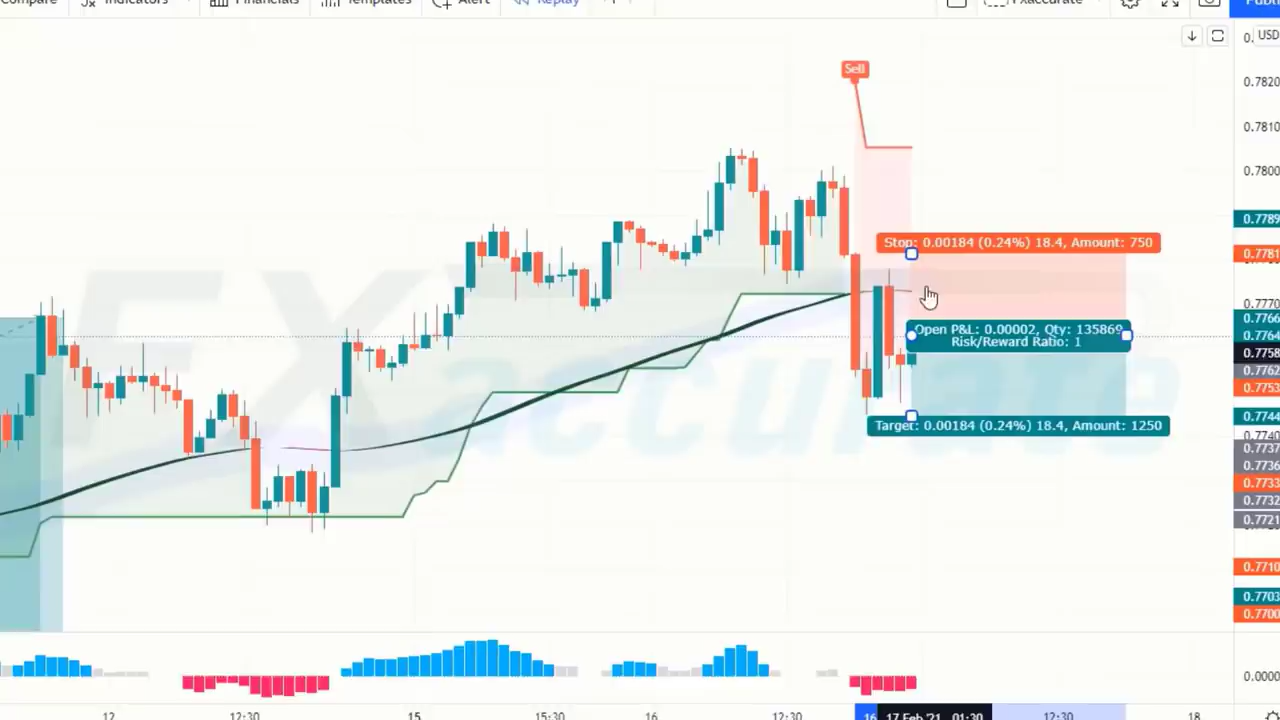 Compare
Indicators
Financials
Templates
Alert
Replay
FXaccurate
Publi
USD
Sell
0.7820
0.7810
0.7800
0.7789
Stop: 0.00184 (0.24%) 18.4, Amount: 750
0.7781
0.7770
0.7766
Open P&L: 0.00002, Qty: 135869
Risk/Reward Ratio: 1
0.7764
0.7758
0.7762
0.7753
0.7744
Target: 0.00184 (0.24%) 18.4, Amount: 1250
0.7740
0.7737
0.7736
0.7733
0.7732
0.7721
0.7710
0.7703
0.7700
0.0000
FXaccurate
12
12:30
15
15:30
16
12:30
16
17 Feb '21
01:30
12:30
18